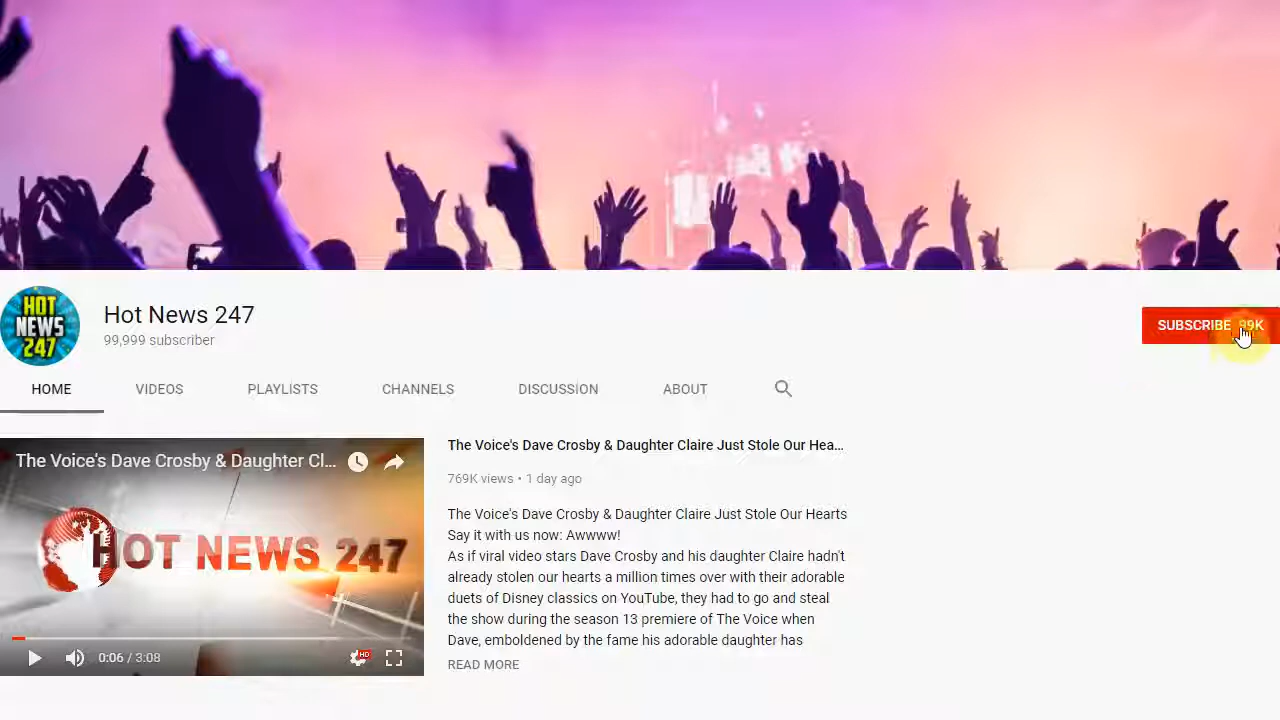 Hot News 247
99,999 subscriber
HOT
NEWS
247
SUBSCRIBE 99K
HOME
VIDEOS
PLAYLISTS
CHANNELS
DISCUSSION
ABOUT
The Voice's Dave Crosby & Daughter Cl...
HOT NEWS 247
0:06 / 3:08
HD
The Voice's Dave Crosby & Daughter Claire Just Stole Our Hea...
769K views • 1 day ago
The Voice's Dave Crosby & Daughter Claire Just Stole Our Hearts
Say it with us now: Awwww!
As if viral video stars Dave Crosby and his daughter Claire hadn't
already stolen our hearts a million times over with their adorable
duets of Disney classics on YouTube, they had to go and steal
the show during the season 13 premiere of The Voice when
Dave, emboldened by the fame his adorable daughter has
READ MORE